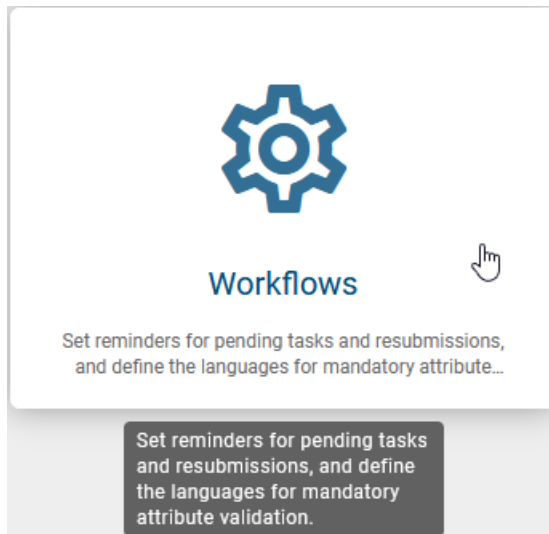 Workflows
Set reminders for pending tasks and resubmissions,
and define the languages for mandatory attribute...
Set reminders for pending tasks
and resubmissions, and define
the languages for mandatory
attribute validation.